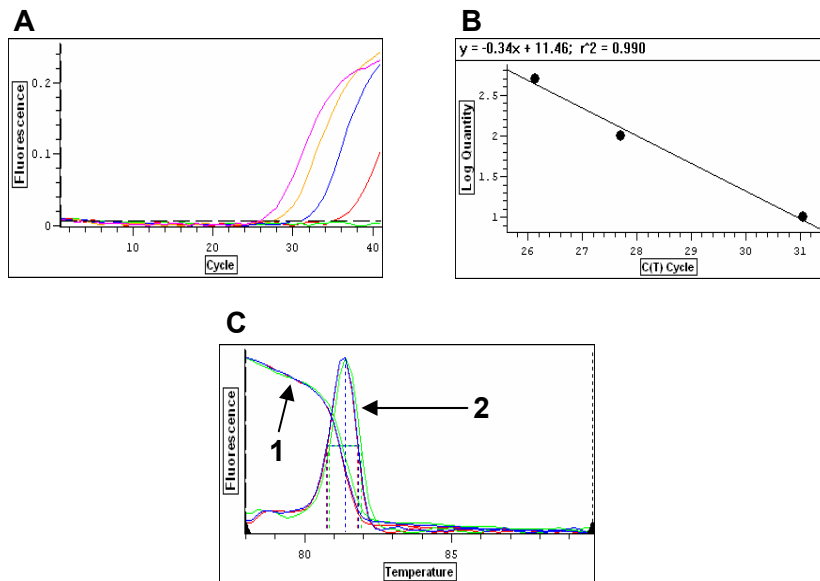 A
Fluorescence
0.2
0.1
0
10
20
30
40
Cycle
B
y = -0.34x + 11.46; r^2 = 0.990
Log Quantity
2.5
2
1.5
1
26
27
28
29
30
31
C(T) Cycle
C
Fluorescence
1
2
80
85
Temperature